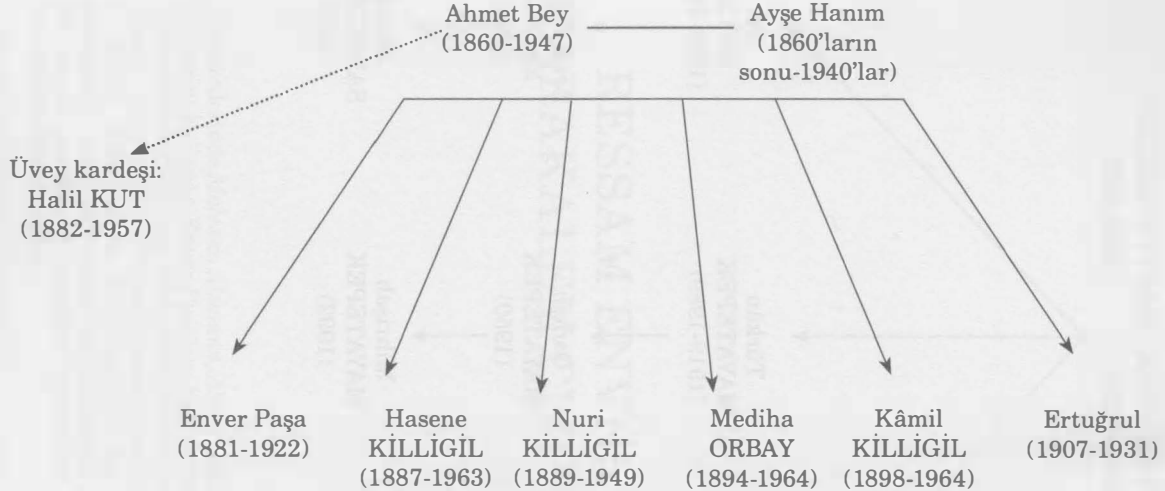 Ahmet Bey
(1860-1947)
Ayşe Hanım
(1860'ların
sonu-1940'lar)
Üvey kardeşi:
Halil KUT
(1882-1957)
Enver Paşa
(1881-1922)
Hasene
KİLLİGİL
(1887-1963)
Nuri
KİLLİGİL
(1889-1949)
Mediha
ORBAY
(1894-1964)
Kâmil
KİLLİGİL
(1898-1964)
Ertuğrul
(1907-1931)